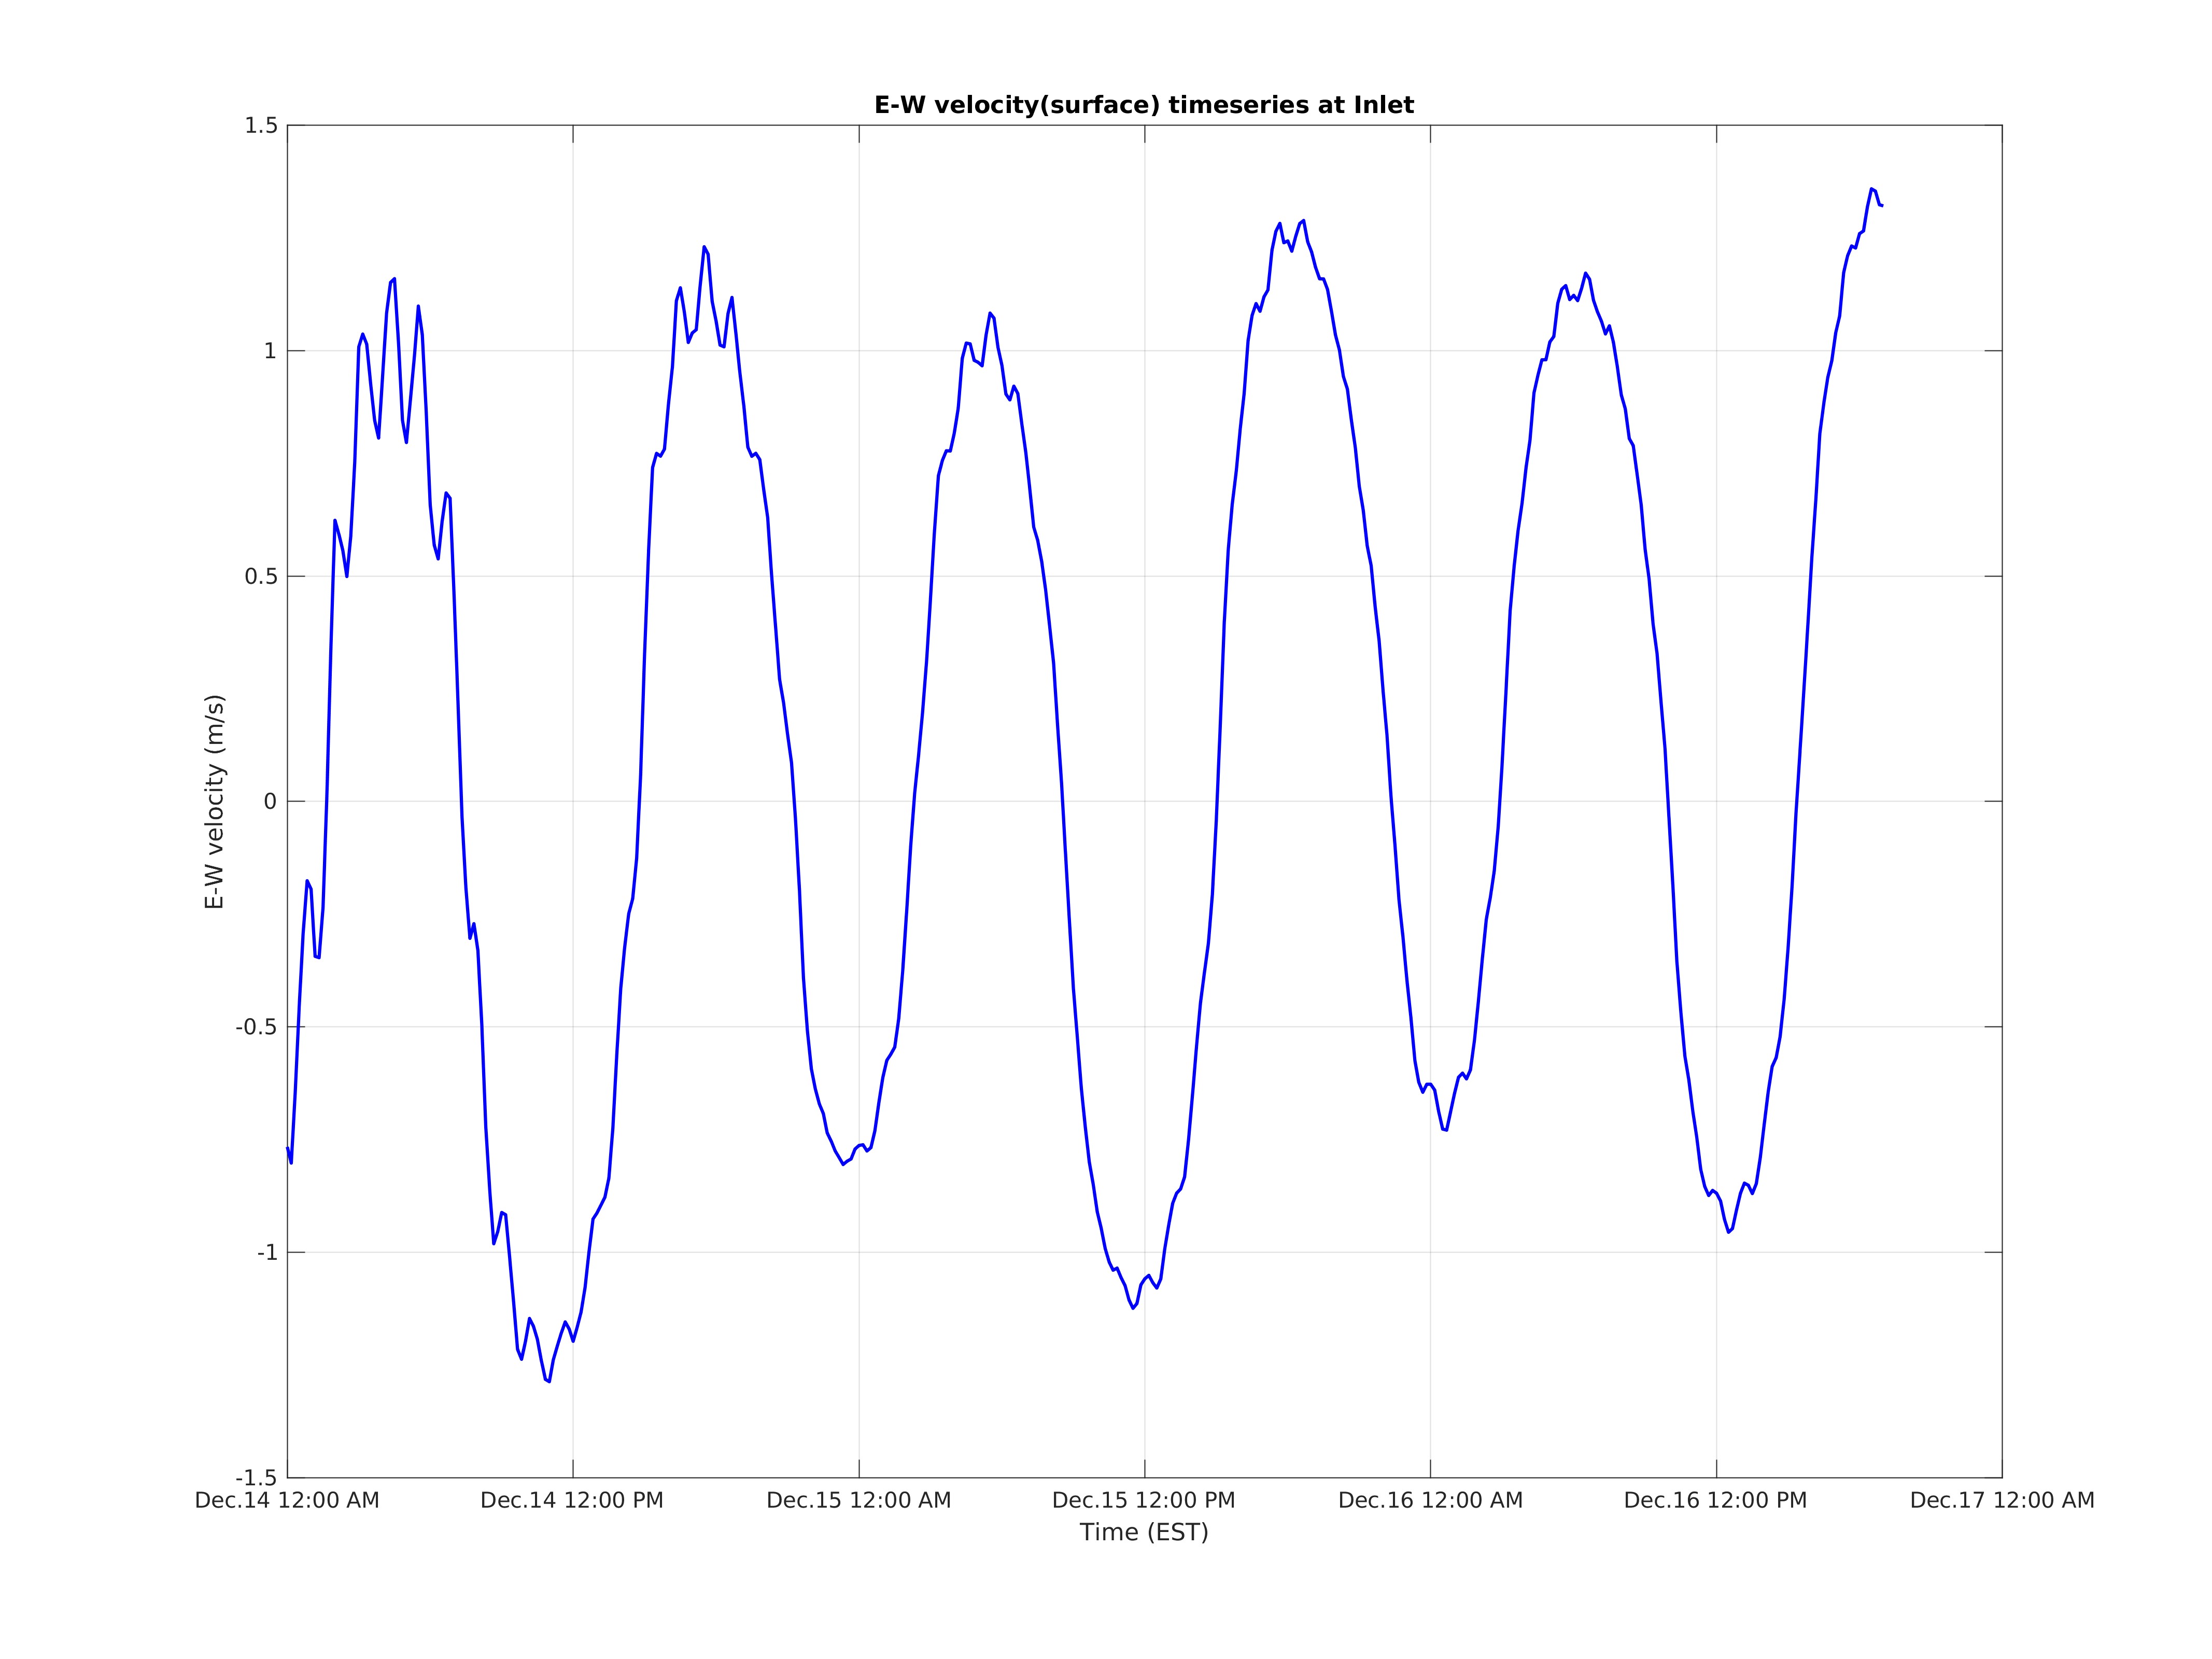 E-W velocity(surface) timeseries at Inlet
1.5
1
0.5
0
-0.5
-1
-1.5
E-W velocity (m/s)
Dec.14 12:00 AM Dec.14 12:00 PM Dec.15 12:00 AM Dec.15 12:00 PM Dec.16 12:00 AM Dec.16 12:00 PM Dec.17 12:00 AM
Time (EST)